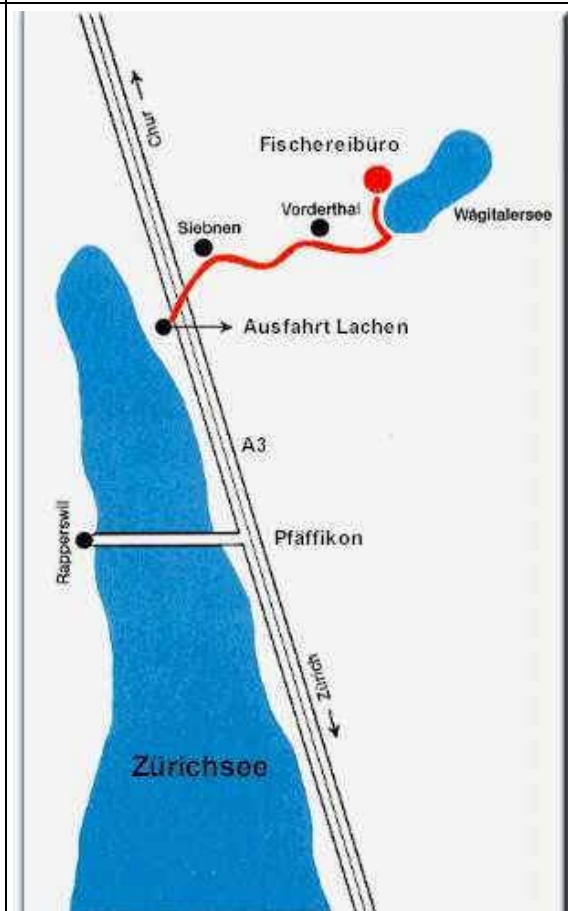 Chur
Fischereibüro
Vorderthal
Siebnen
Wägitalersee
Ausfahrt Lachen
A3
Pfäffikon
Rapperswil
Zürich
Zürichsee